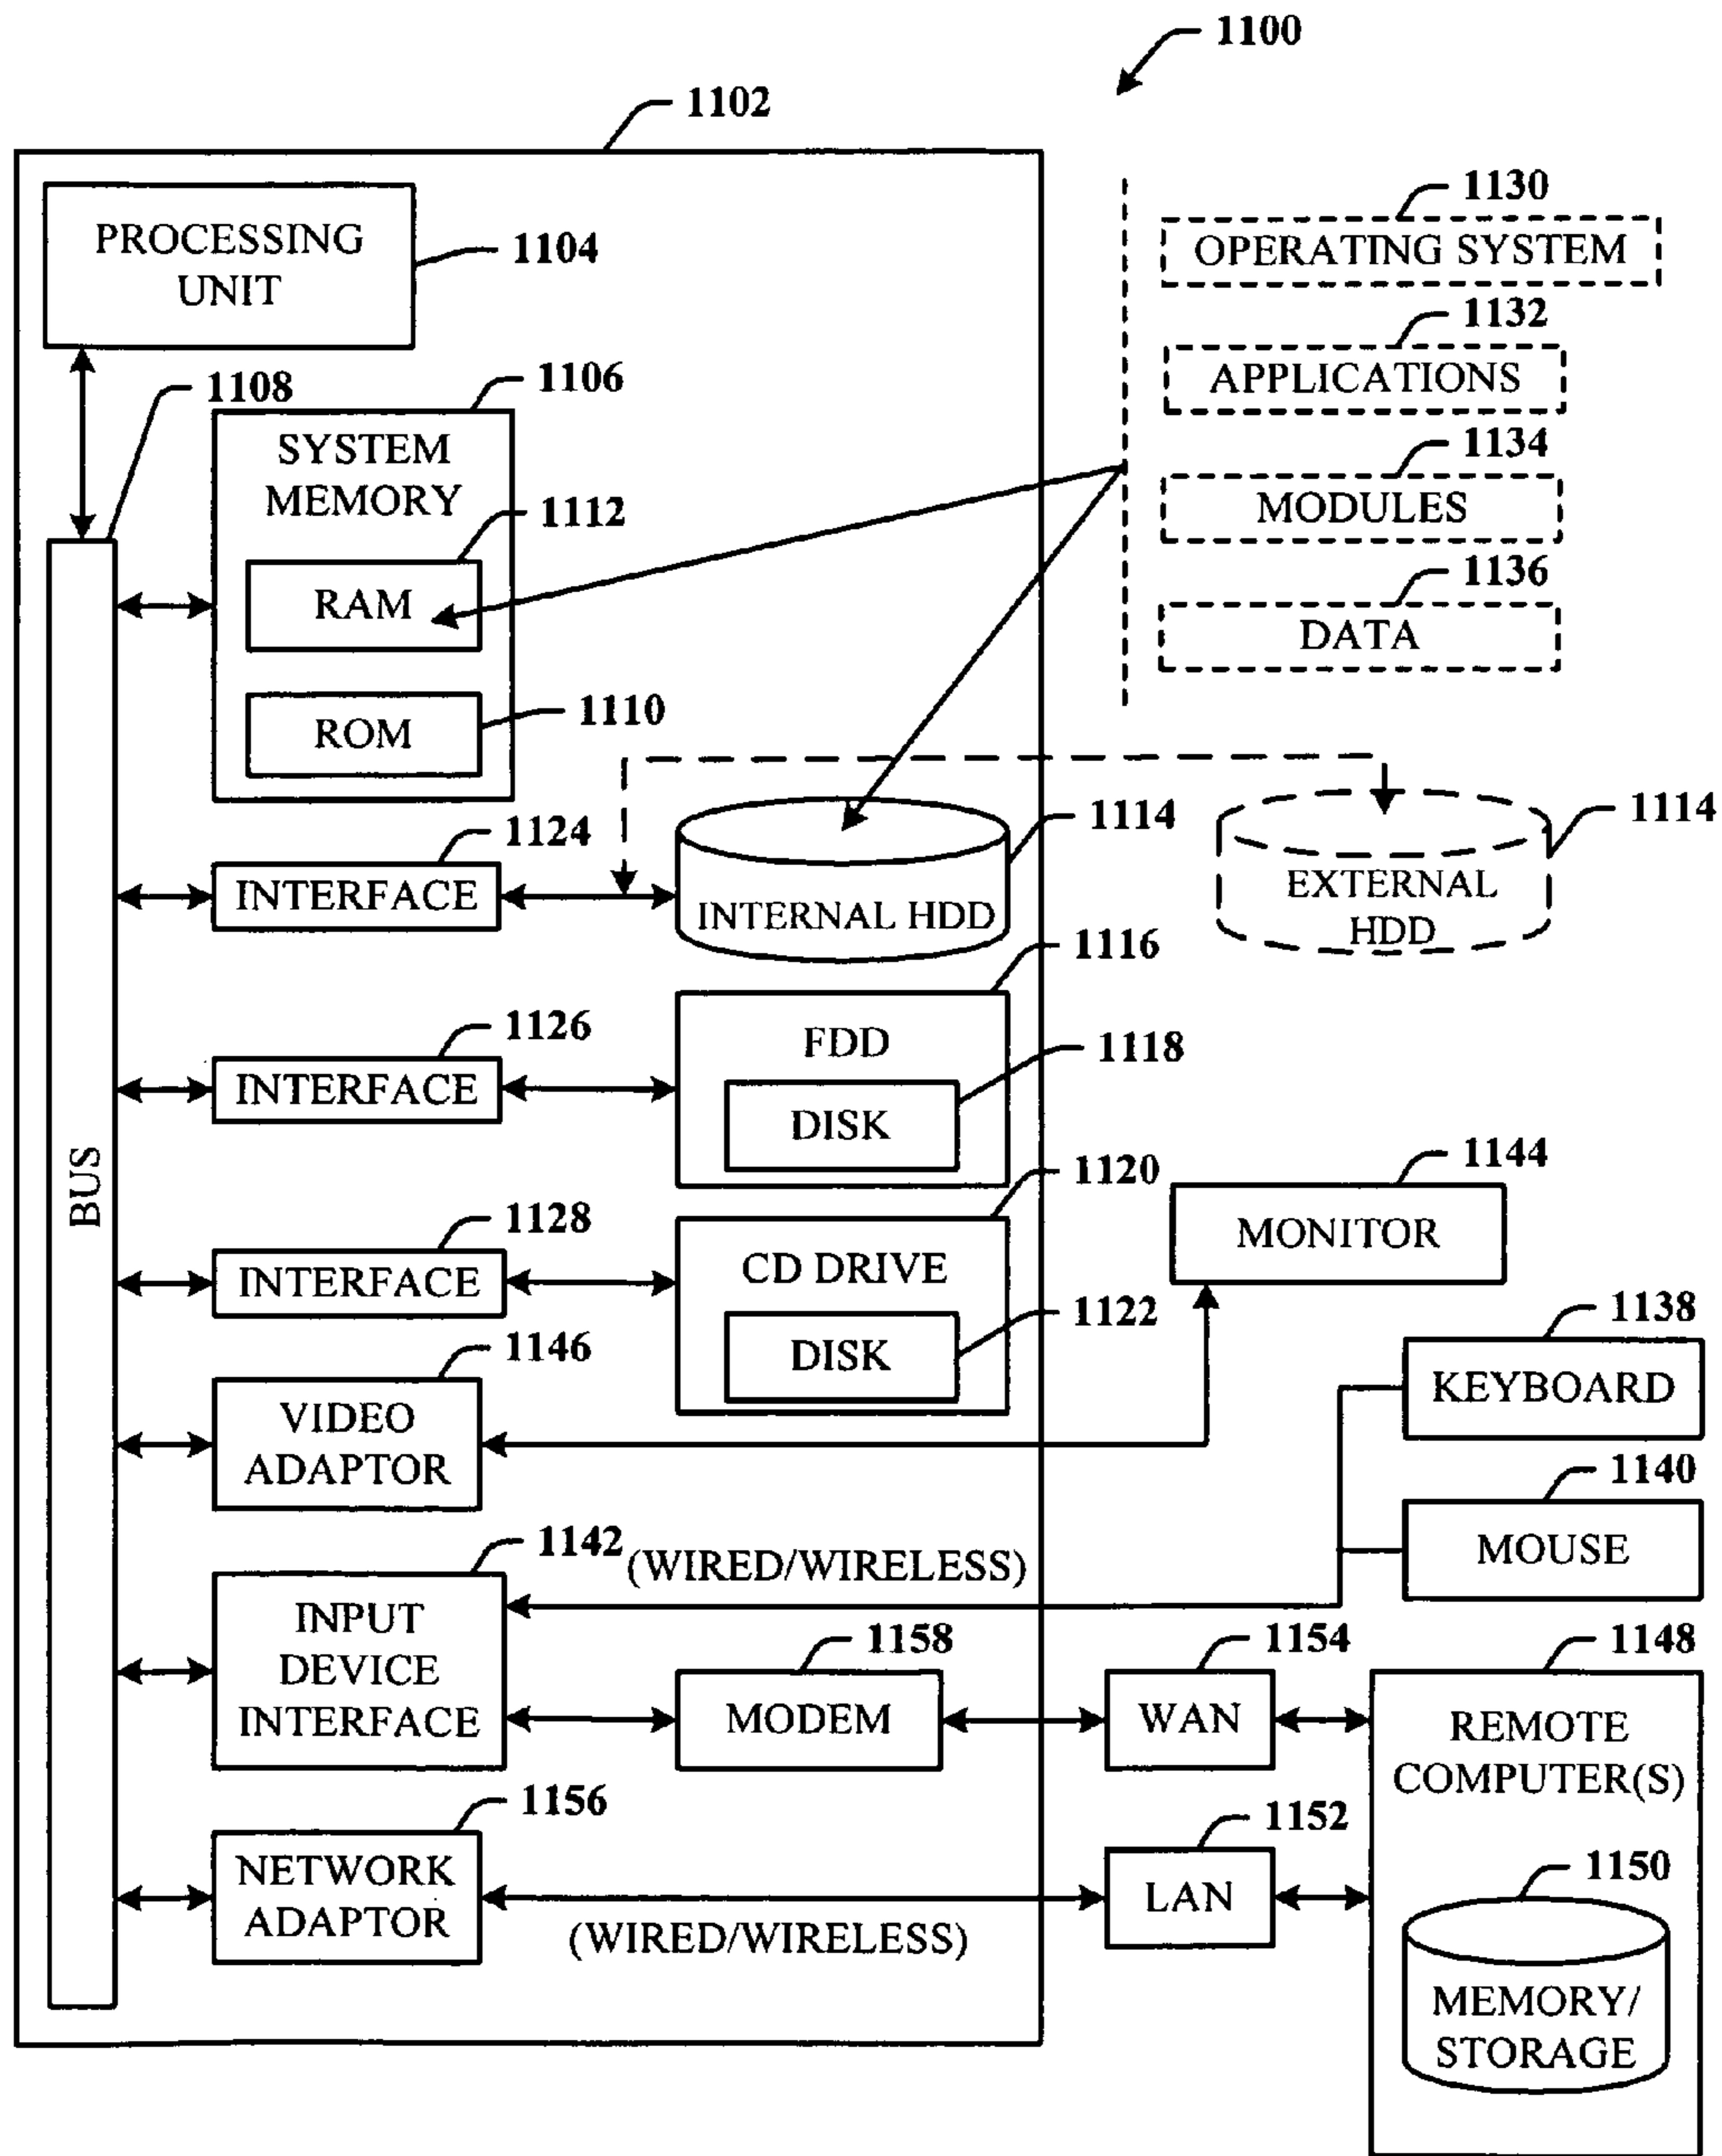 1100
1102
PROCESSING
UNIT
1104
1130
OPERATING SYSTEM
1132
APPLICATIONS
1134
MODULES
1136
DATA
1108
1106
SYSTEM
MEMORY
1112
RAM
1110
ROM
1124
INTERFACE
1114
INTERNAL HDD
1114
EXTERNAL
HDD
1126
INTERFACE
1116
FDD
1118
DISK
BUS
1128
INTERFACE
1120
CD DRIVE
1122
DISK
1144
MONITOR
1146
VIDEO
ADAPTOR
1138
KEYBOARD
1140
MOUSE
1142
(WIRED/WIRELESS)
INPUT
DEVICE
INTERFACE
1158
MODEM
1154
WAN
1148
REMOTE
COMPUTER(S)
1156
NETWORK
ADAPTOR
(WIRED/WIRELESS)
1152
LAN
1150
MEMORY/
STORAGE